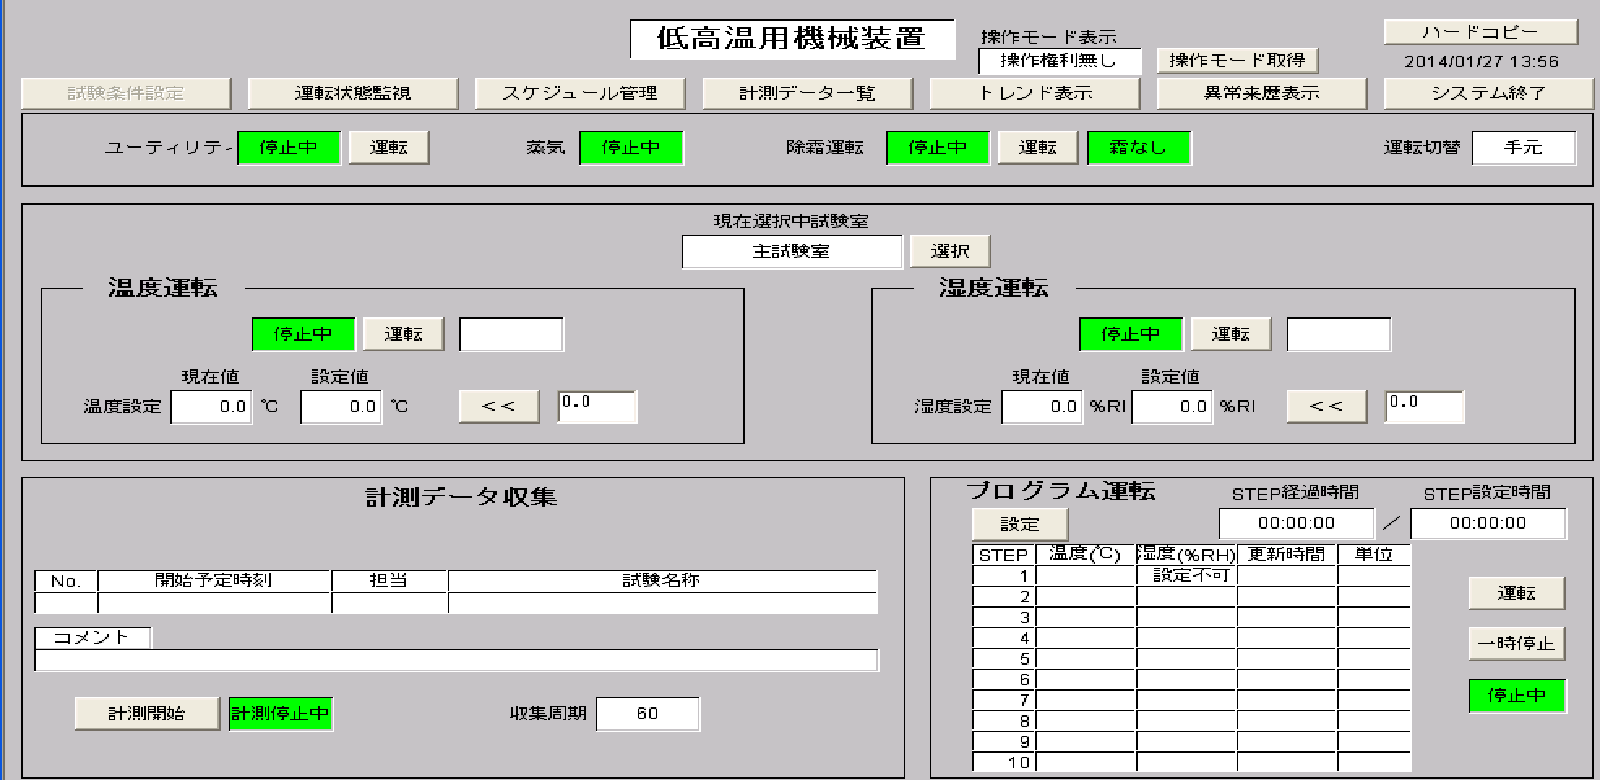 低高温用機械装置
操作モード表示
操作権利無し
操作モード取得
ハードコピー
2014/01/27 13:56
試験条件設定 運転状態監視 スケジュール管理 計測データ一覧 トレンド表示 異常来歴表示 システム終了
ユーティリティ 停止中 運転 蒸気 停止中 除霜運転 停止中 運転 霜なし 運転切替 手元
現在選択中試験室
主試験室 選択
温度運転
停止中 運転
現在値 設定値
温度設定 0.0 ℃ 0.0 ℃ << 0.0
湿度運転
停止中 運転
現在値 設定値
湿度設定 0.0 %RI 0.0 %RI << 0.0
計測データ収集
No. 開始予定時刻 担当 試験名称
コメント
計測開始 計測停止中 収集周期 60
プログラム運転
STEP経過時間 STEP設定時間
設定 00:00:00 ／ 00:00:00
STEP 温度(℃) 湿度(%RH) 更新時間 単位
1 設定不可
2
3
4
5
6
7
8
9
10
運転
一時停止
停止中